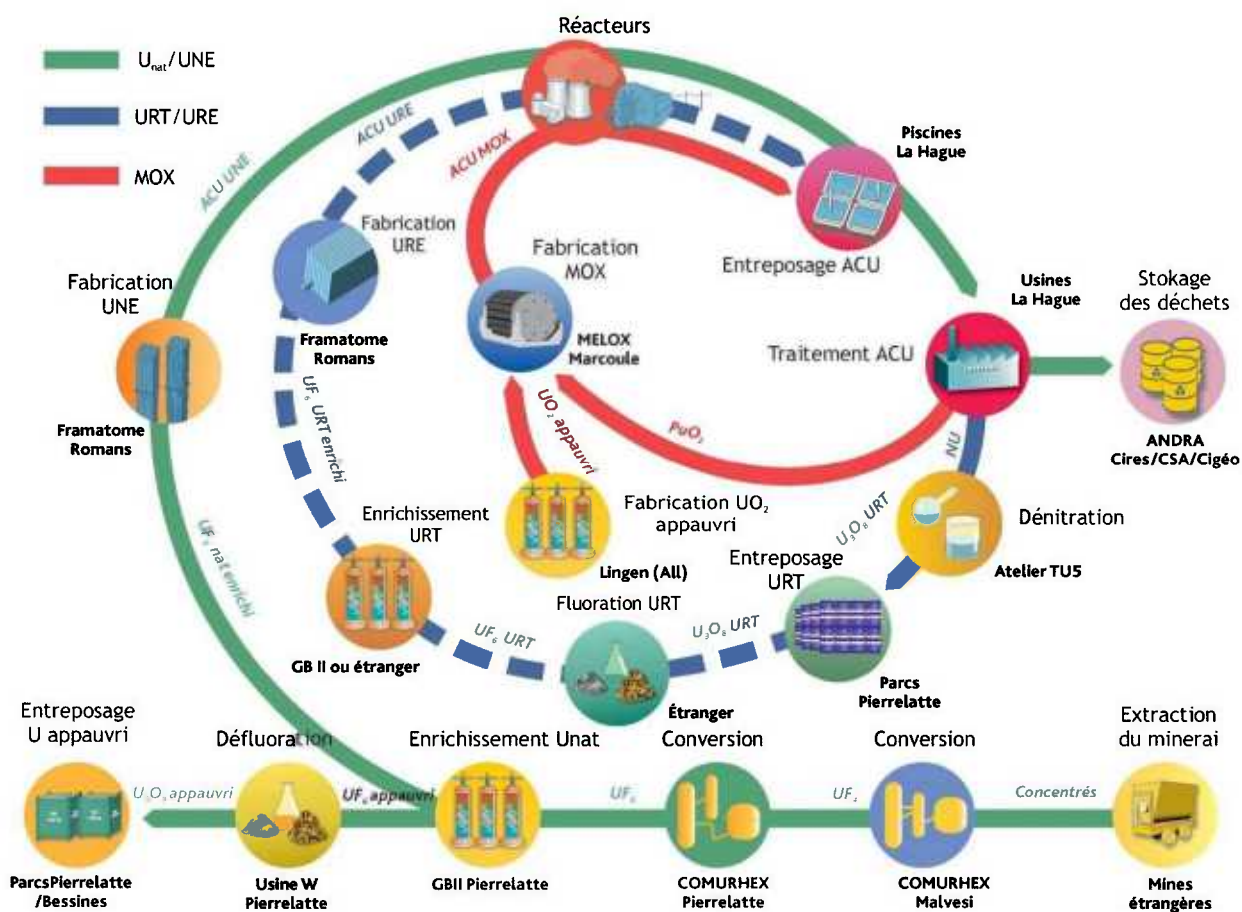 Réacteurs
U nat/UNE
URT/URE
MOX
ACU UNE
ACU URE
ACU MOX
Piscines
La Hague
Entreposage ACU
Fabrication
URE
Framatome
Romans
Fabrication
MOX
MELOX
Marcoule
Fabrication
UNE
Framatome
Romans
Usines
La Hague
Traitement ACU
Stokage
des déchets
ANDRA
Cires/CSA/Cigéo
UF6 URT enrichi
UO2 appauvri
PuO2
NU
Fabrication UO2
appauvri
Lingen (All)
Dénitration
Atelier TU5
U3O8 URT
Enrichissement
URT
GB II ou étranger
UF6 nat enrichi
Entreposage
URT
Parcs
Pierrelatte
Fluoration URT
Étranger
UF6 URT
U3O8 URT
Entreposage
U appauvri
ParcsPierrelatte
/Bessines
U3O8 appauvri
Défluoration
Usine W
Pierrelatte
UF6 appauvri
Enrichissement Unat
GBII Pierrelatte
UF6
Conversion
COMURHEX
Pierrelatte
UF4
Conversion
COMURHEX
Malvesi
Concentrés
Extraction
du minerai
Mines
étrangères